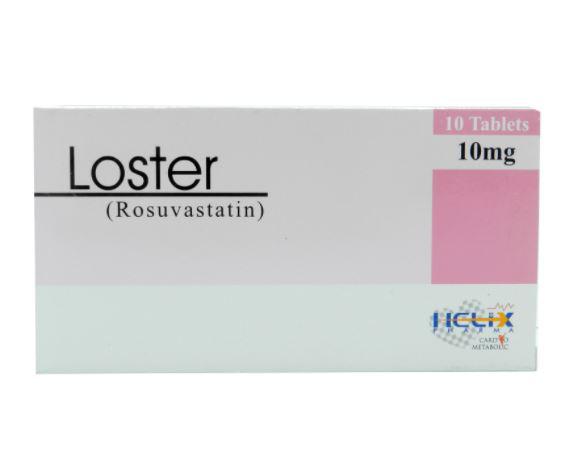 10 Tablets
10mg
Loster
(Rosuvastatin)
HELIX
PHARMA
CARDIO
METABOLIC